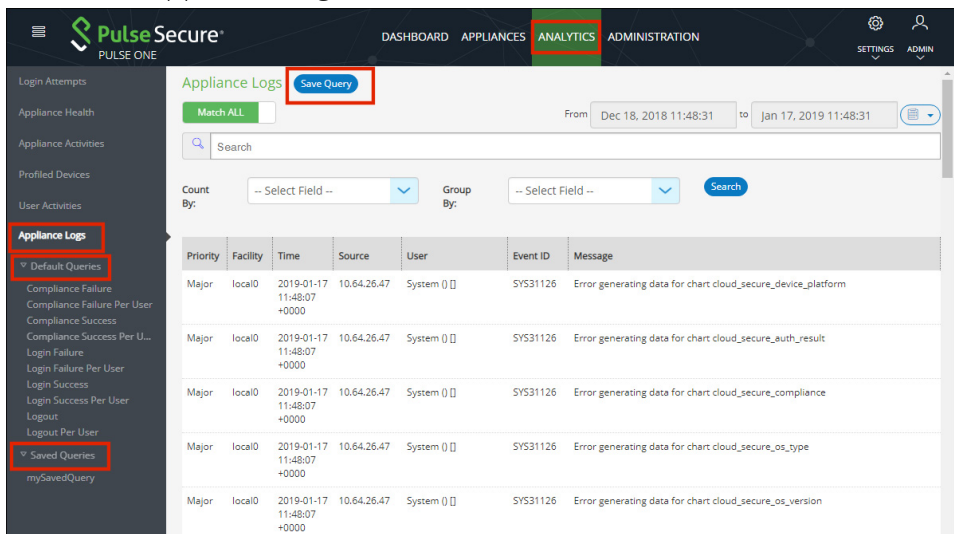 Pulse Secure®
PULSE ONE
DASHBOARD APPLIANCES ANALYTICS ADMINISTRATION
SETTINGS ADMIN
Login Attempts
Appliance Health
Appliance Activities
Profiled Devices
User Activities
Appliance Logs
Default Queries
Compliance Failure
Compliance Failure Per User
Compliance Success
Compliance Success Per U...
Login Failure
Login Failure Per User
Login Success
Login Success Per User
Logout
Logout Per User
Saved Queries
mySavedQuery
Appliance Logs Save Query
Match ALL From Dec 18, 2018 11:48:31 to Jan 17, 2019 11:48:31
Search
Count -- Select Field -- Group -- Select Field -- Search
By: By:
Priority Facility Time Source User Event ID Message
Major local0 2019-01-17 10.64.26.47 System () [] SYS31126 Error generating data for chart cloud_secure_device_platform
11:48:07
+0000
Major local0 2019-01-17 10.64.26.47 System () [] SYS31126 Error generating data for chart cloud_secure_auth_result
11:48:07
+0000
Major local0 2019-01-17 10.64.26.47 System () [] SYS31126 Error generating data for chart cloud_secure_compliance
11:48:07
+0000
Major local0 2019-01-17 10.64.26.47 System () [] SYS31126 Error generating data for chart cloud_secure_os_type
11:48:07
+0000
Major local0 2019-01-17 10.64.26.47 System () [] SYS31126 Error generating data for chart cloud_secure_os_version
11:48:07
+0000